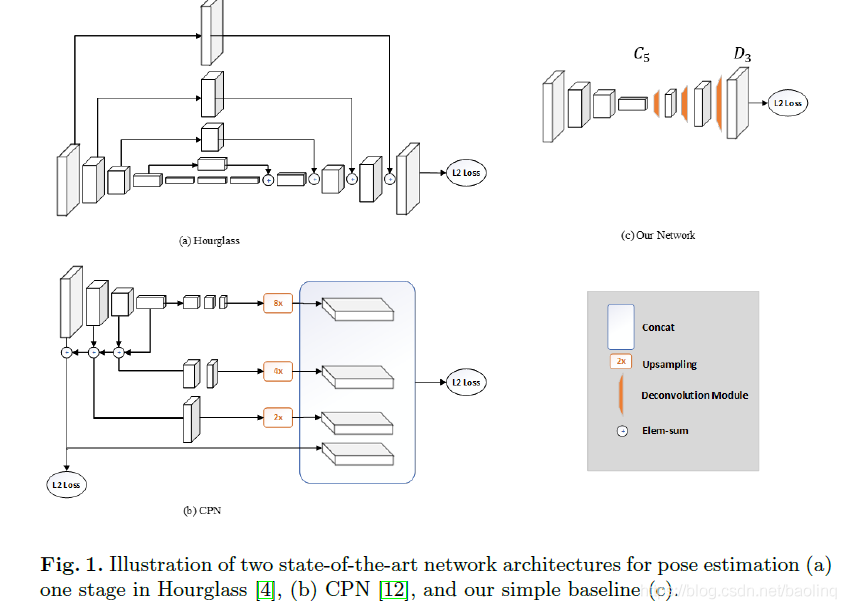 C5
D3
L2 Loss
L2 Loss
(a) Hourglass
(c) Our Network
8x
4x
L2 Loss
2x
L2 Loss
(b) CPN
Concat
2x
Upsampling
Deconvolution Module
Elem-sum
Fig. 1. Illustration of two state-of-the-art network architectures for pose estimation (a)
one stage in Hourglass [4], (b) CPN [12], and our simple baseline (c).
https://blog.csdn.net/baolinq